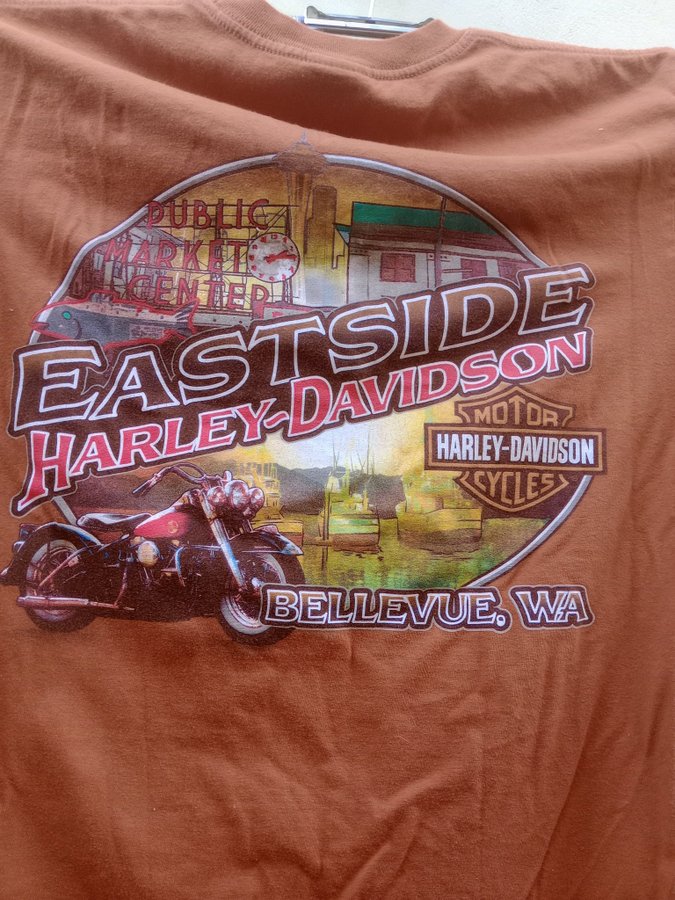 PUBLIC
MARKET
CENTER
EASTSIDE
HARLEY-DAVIDSON
MOTOR
HARLEY-DAVIDSON
CYCLES
BELLEVUE, WA